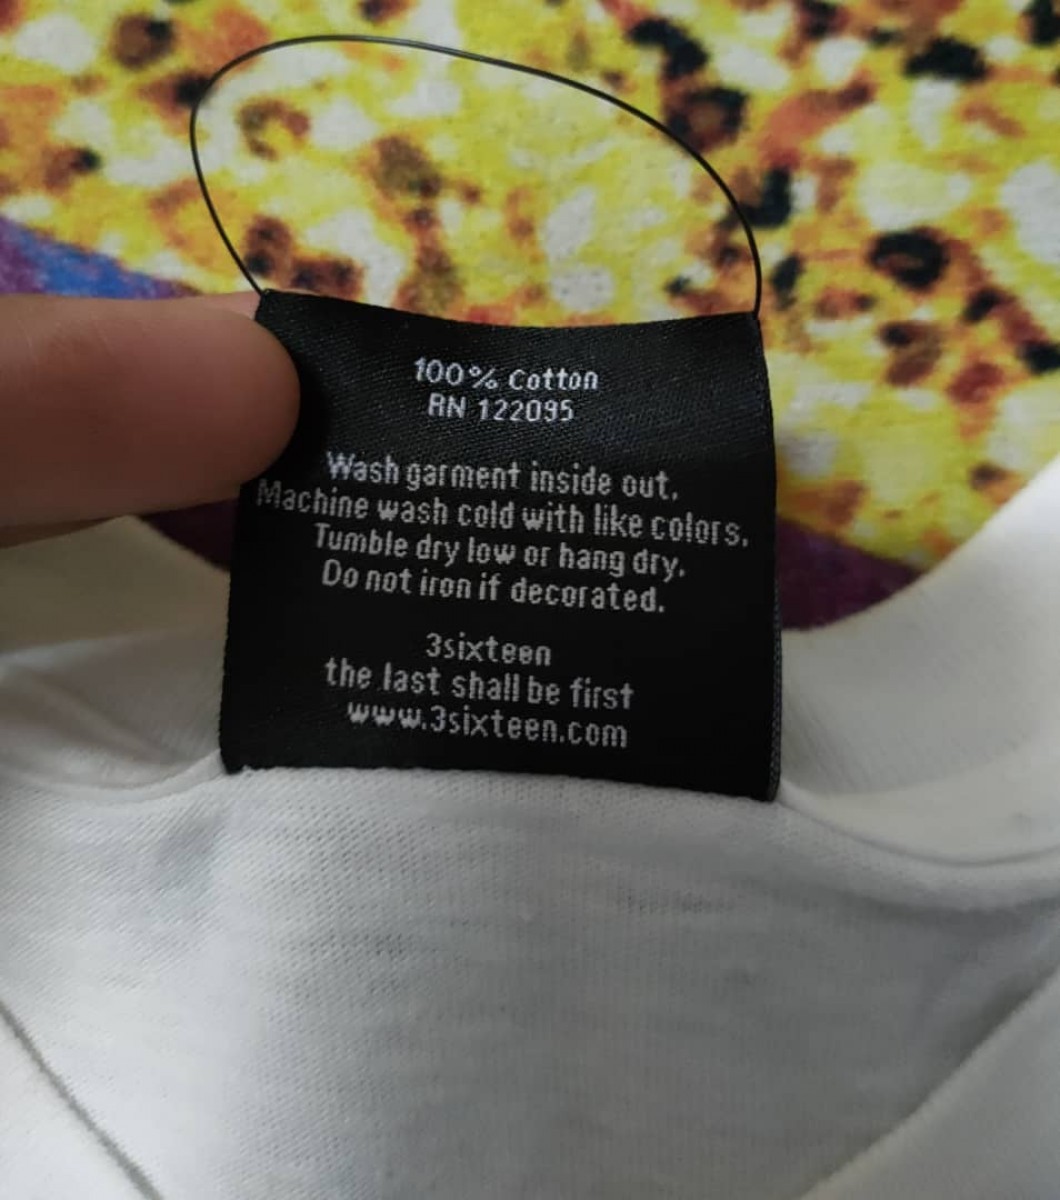 100% Cotton
RN 122095
Wash garment inside out.
Machine wash cold with like colors.
Tumble dry low or hang dry.
Do not iron if decorated.
3sixteen
the last shall be first
www.3sixteen.com